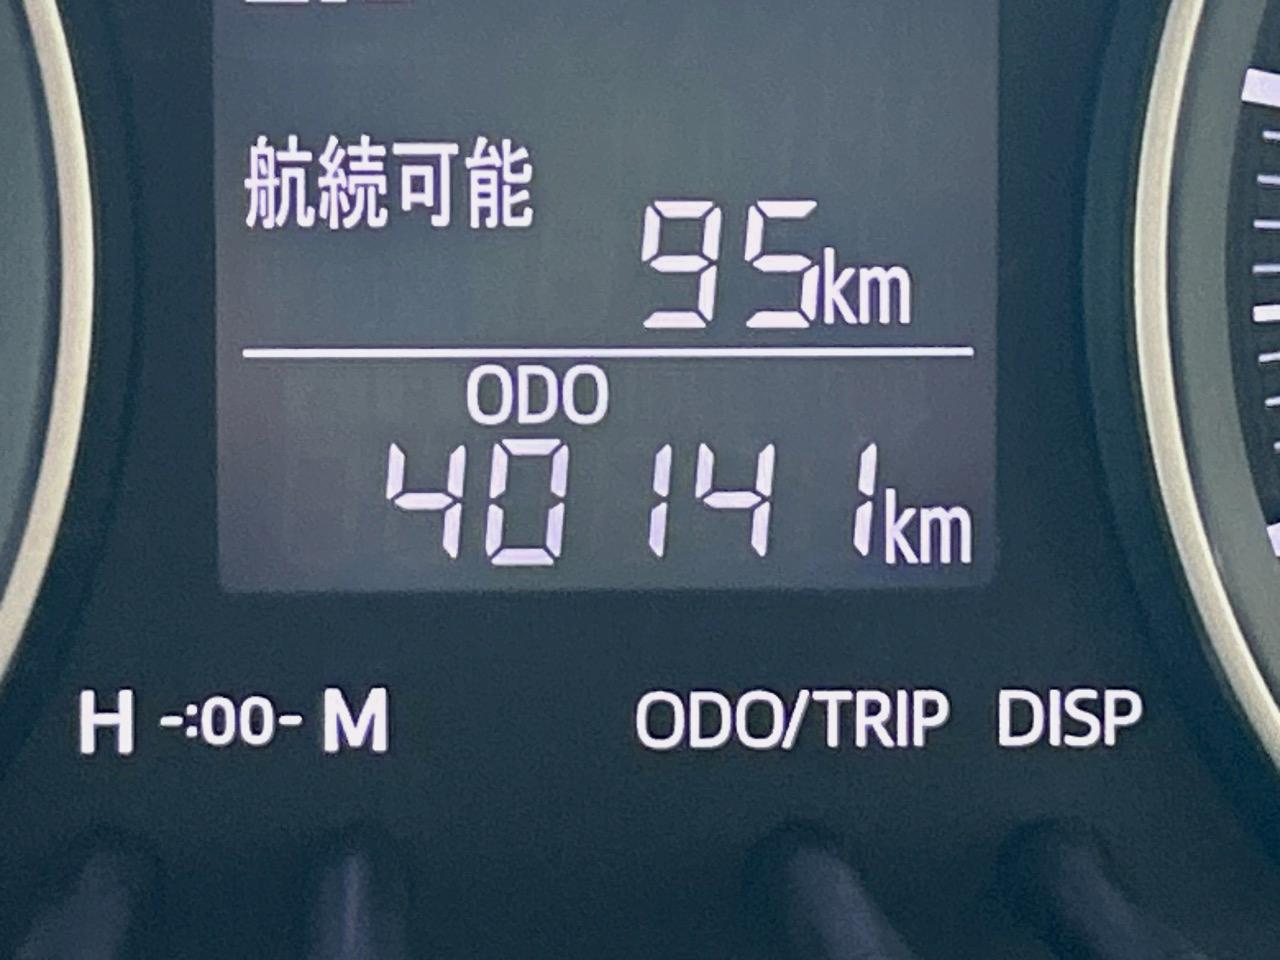 航続可能
95km
ODO
40141km
H -:00- M
ODO/TRIP DISP